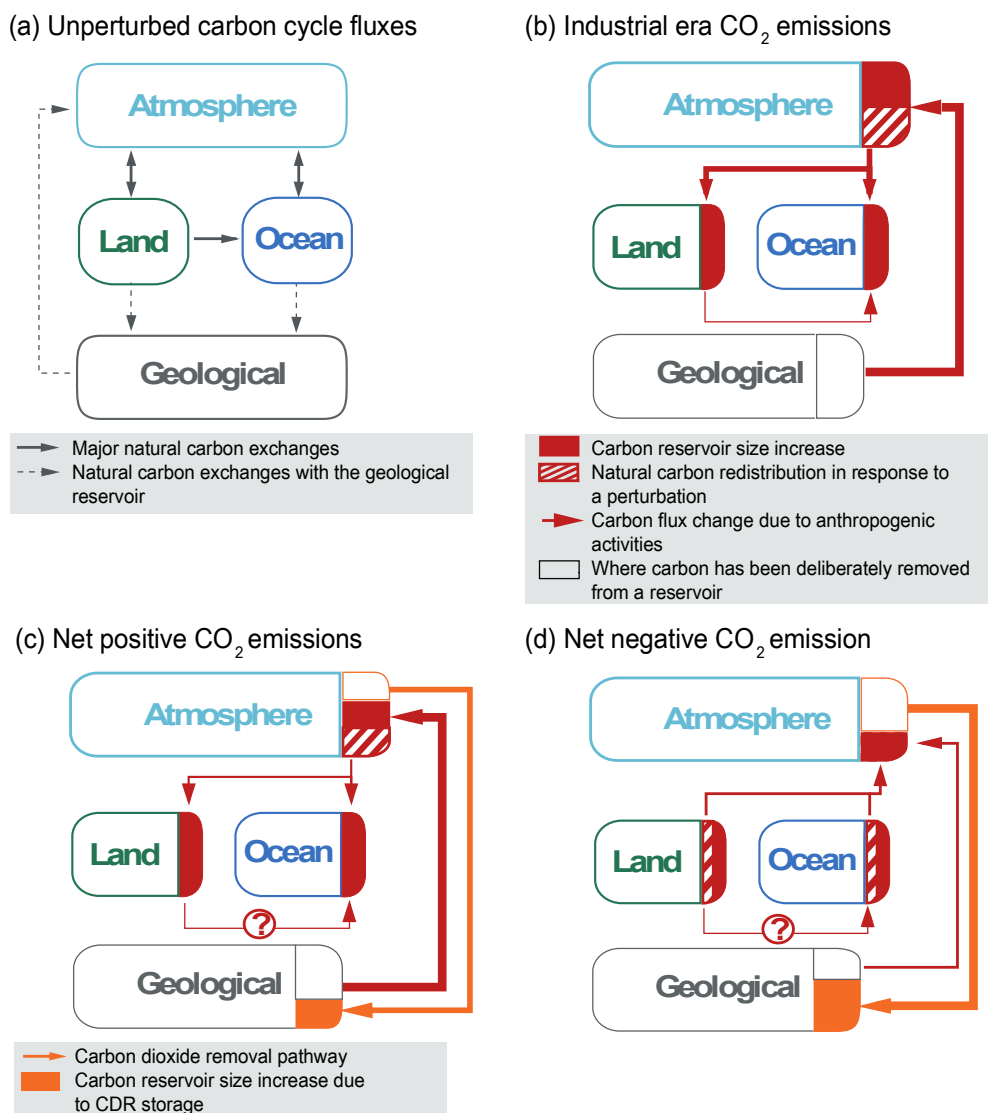 (a) Unperturbed carbon cycle fluxes
Atmosphere
Land
Ocean
Geological
Major natural carbon exchanges
Natural carbon exchanges with the geological
reservoir
(b) Industrial era CO₂ emissions
Atmosphere
Land
Ocean
Geological
Carbon reservoir size increase
Natural carbon redistribution in response to
a perturbation
Carbon flux change due to anthropogenic
activities
Where carbon has been deliberately removed
from a reservoir
(c) Net positive CO₂ emissions
Atmosphere
Land
Ocean
?
Geological
Carbon dioxide removal pathway
Carbon reservoir size increase due
to CDR storage
(d) Net negative CO₂ emission
Atmosphere
Land
Ocean
?
Geological